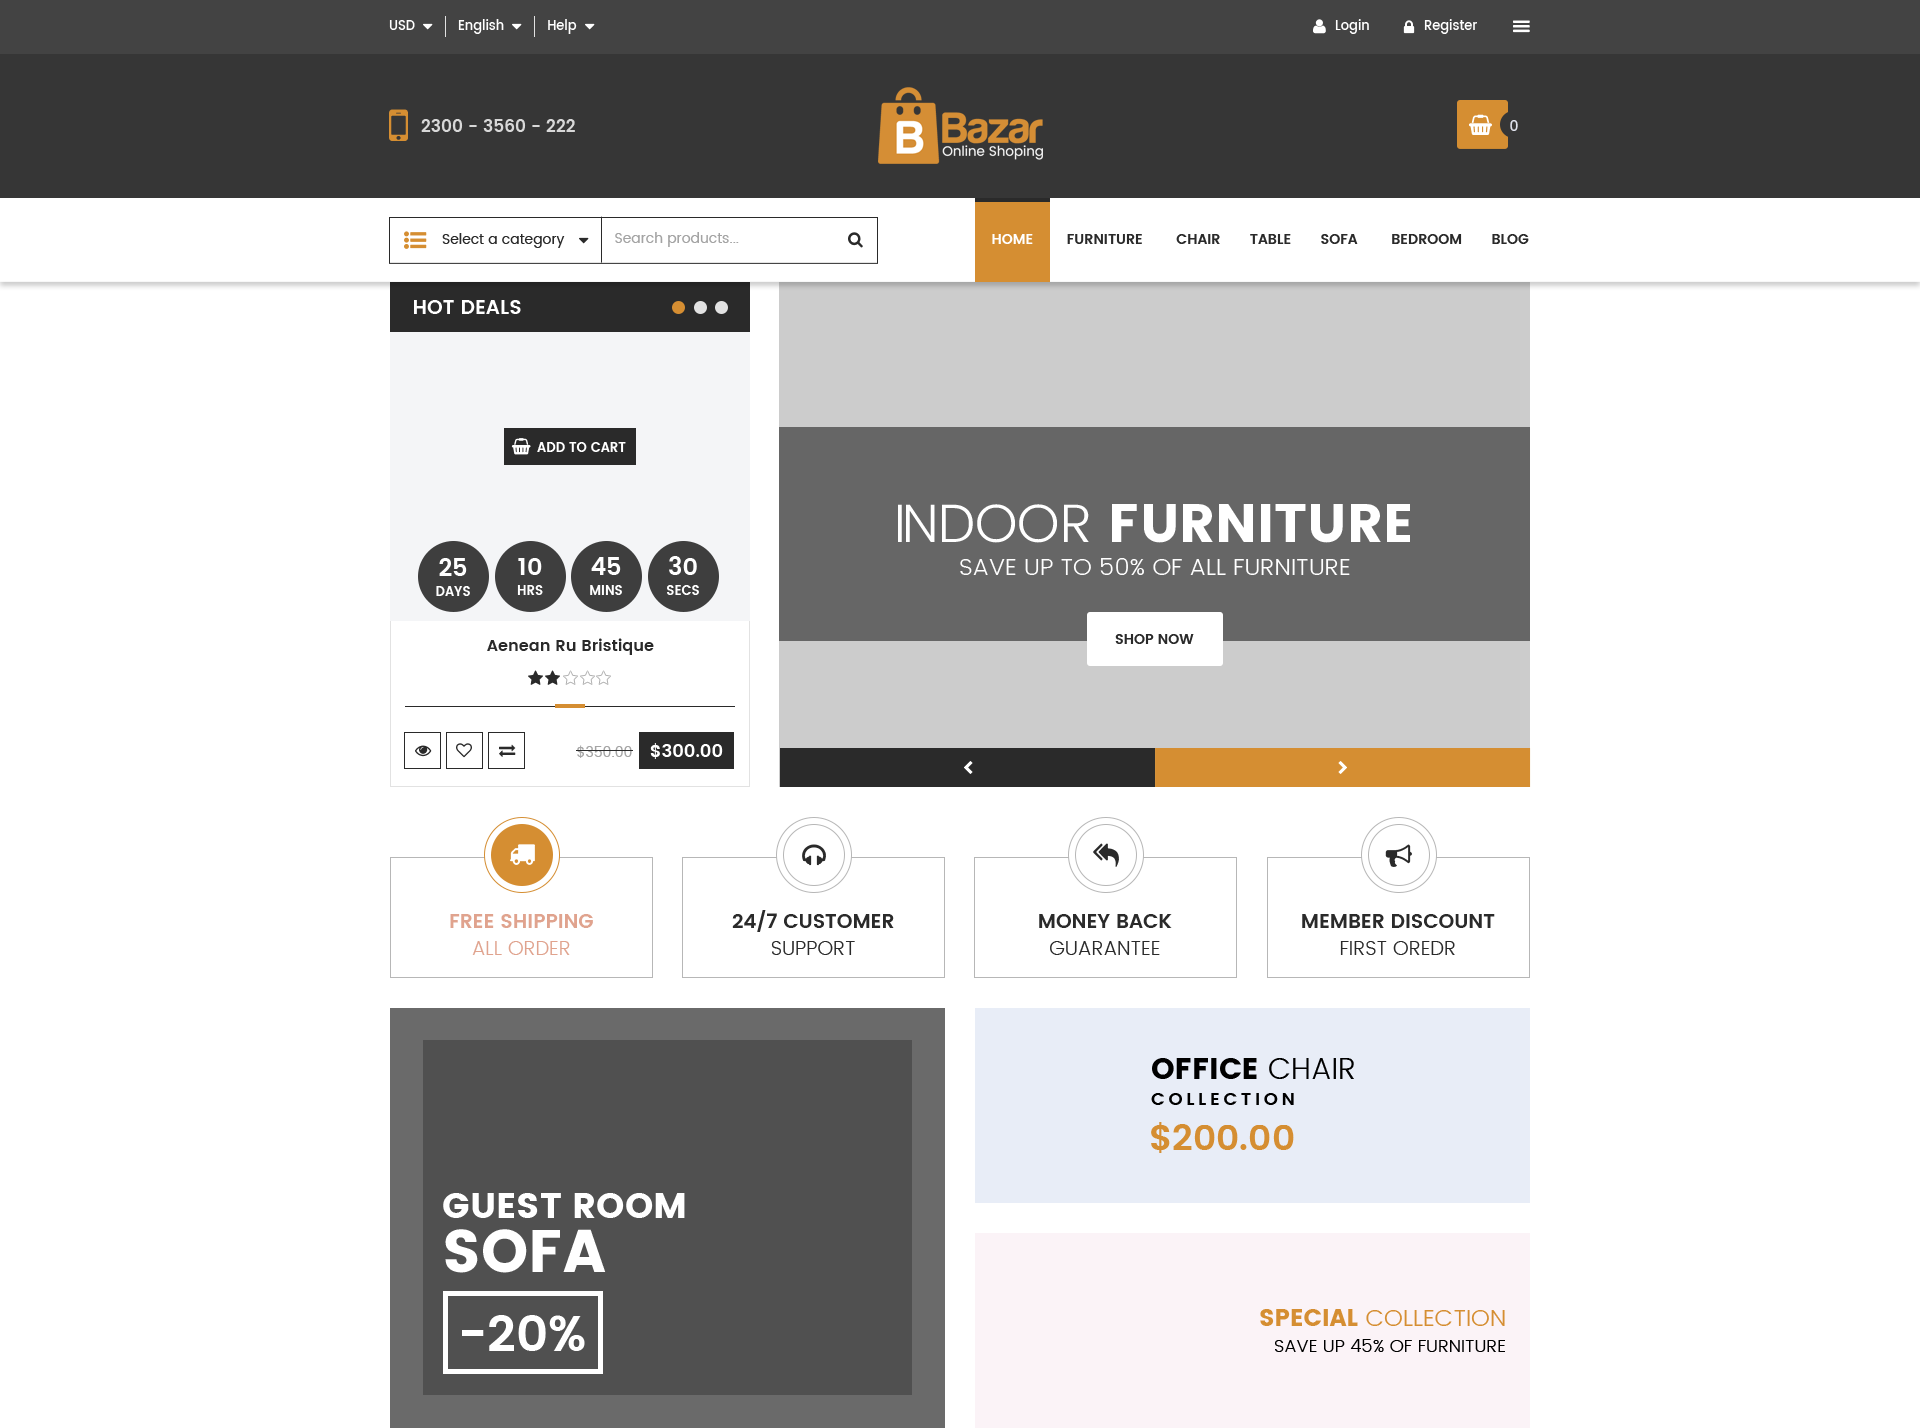 USD
English
Help
Login
Register
2300 - 3560 - 222
B
Bazar
Online Shoping
0
Select a category
Search products...
HOME
FURNITURE
CHAIR
TABLE
SOFA
BEDROOM
BLOG
HOT DEALS
ADD TO CART
25
DAYS
10
HRS
45
MINS
30
SECS
Aenean Ru Bristique
$350.00
$300.00
INDOOR FURNITURE
SAVE UP TO 50% OF ALL FURNITURE
SHOP NOW
FREE SHIPPING
ALL ORDER
24/7 CUSTOMER
SUPPORT
MONEY BACK
GUARANTEE
MEMBER DISCOUNT
FIRST OREDR
GUEST ROOM
SOFA
-20%
OFFICE CHAIR
COLLECTION
$200.00
SPECIAL COLLECTION
SAVE UP 45% OF FURNITURE